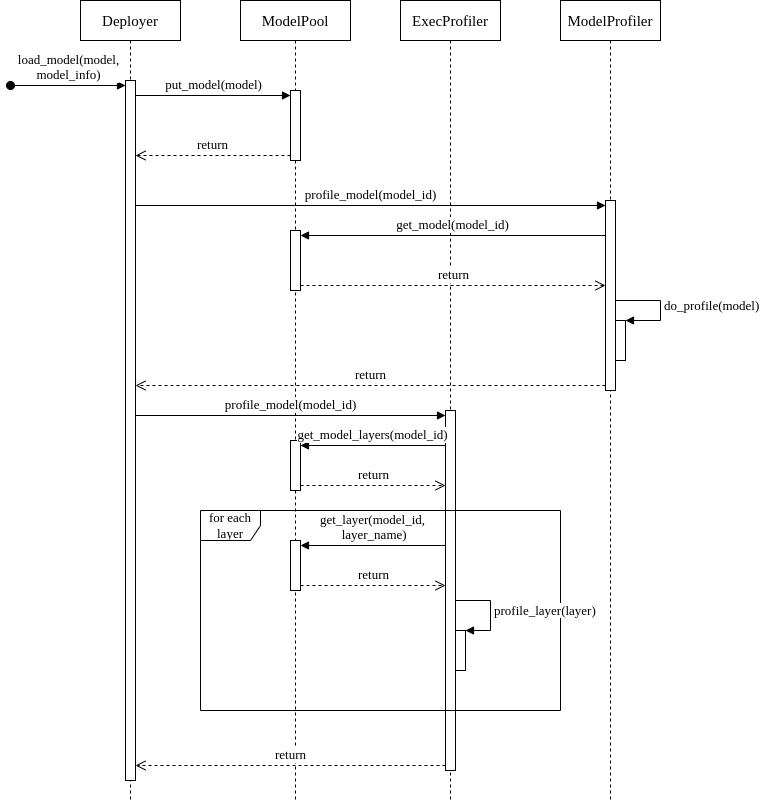 Deployer
ModelPool
ExecProfiler
ModelProfiler
load_model(model,
model_info)
put_model(model)
return
profile_model(model_id)
get_model(model_id)
return
do_profile(model)
return
profile_model(model_id)
get_model_layers(model_id)
return
for each
layer
get_layer(model_id,
layer_name)
return
profile_layer(layer)
return